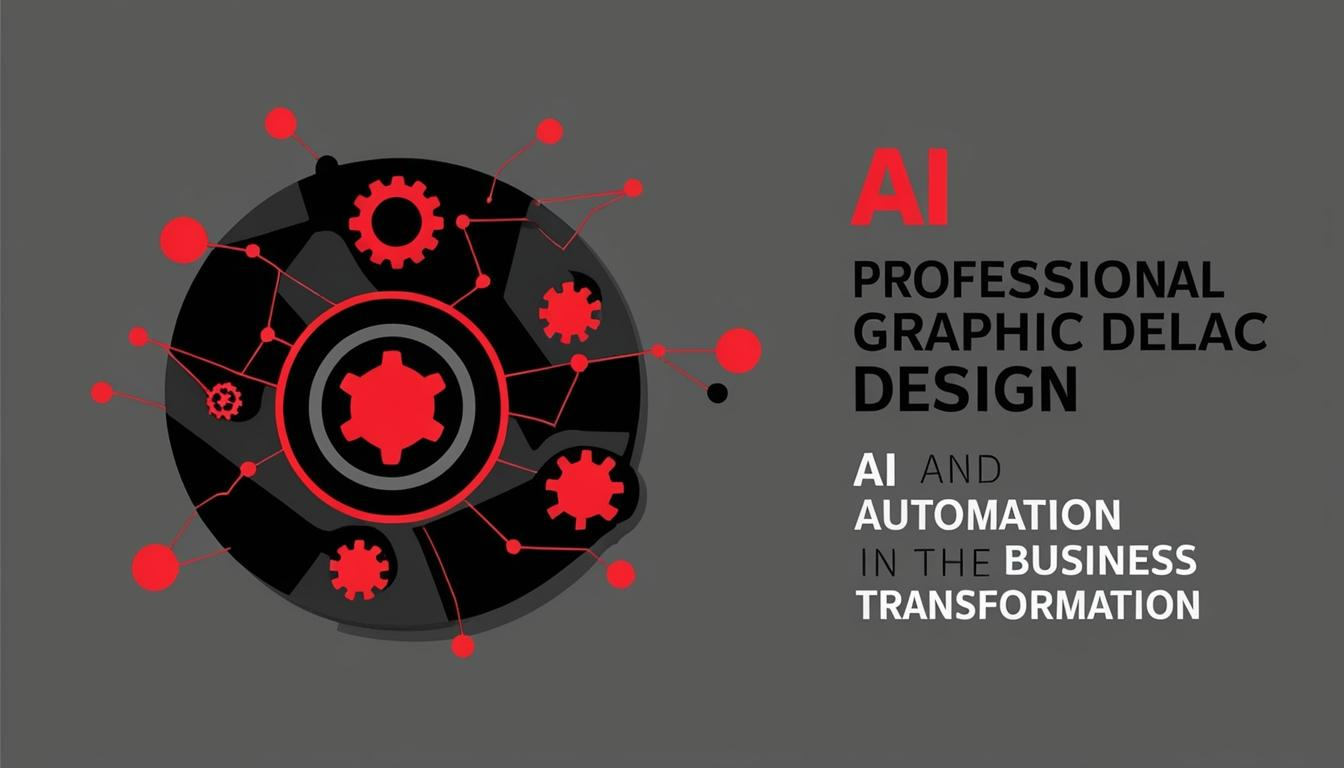 AI
PROFESSIONAL
GRAPHIC DELAC
DESIGN
AI AND
AUTOMATION
IN THE BUSINESS
TRANSFORMATION